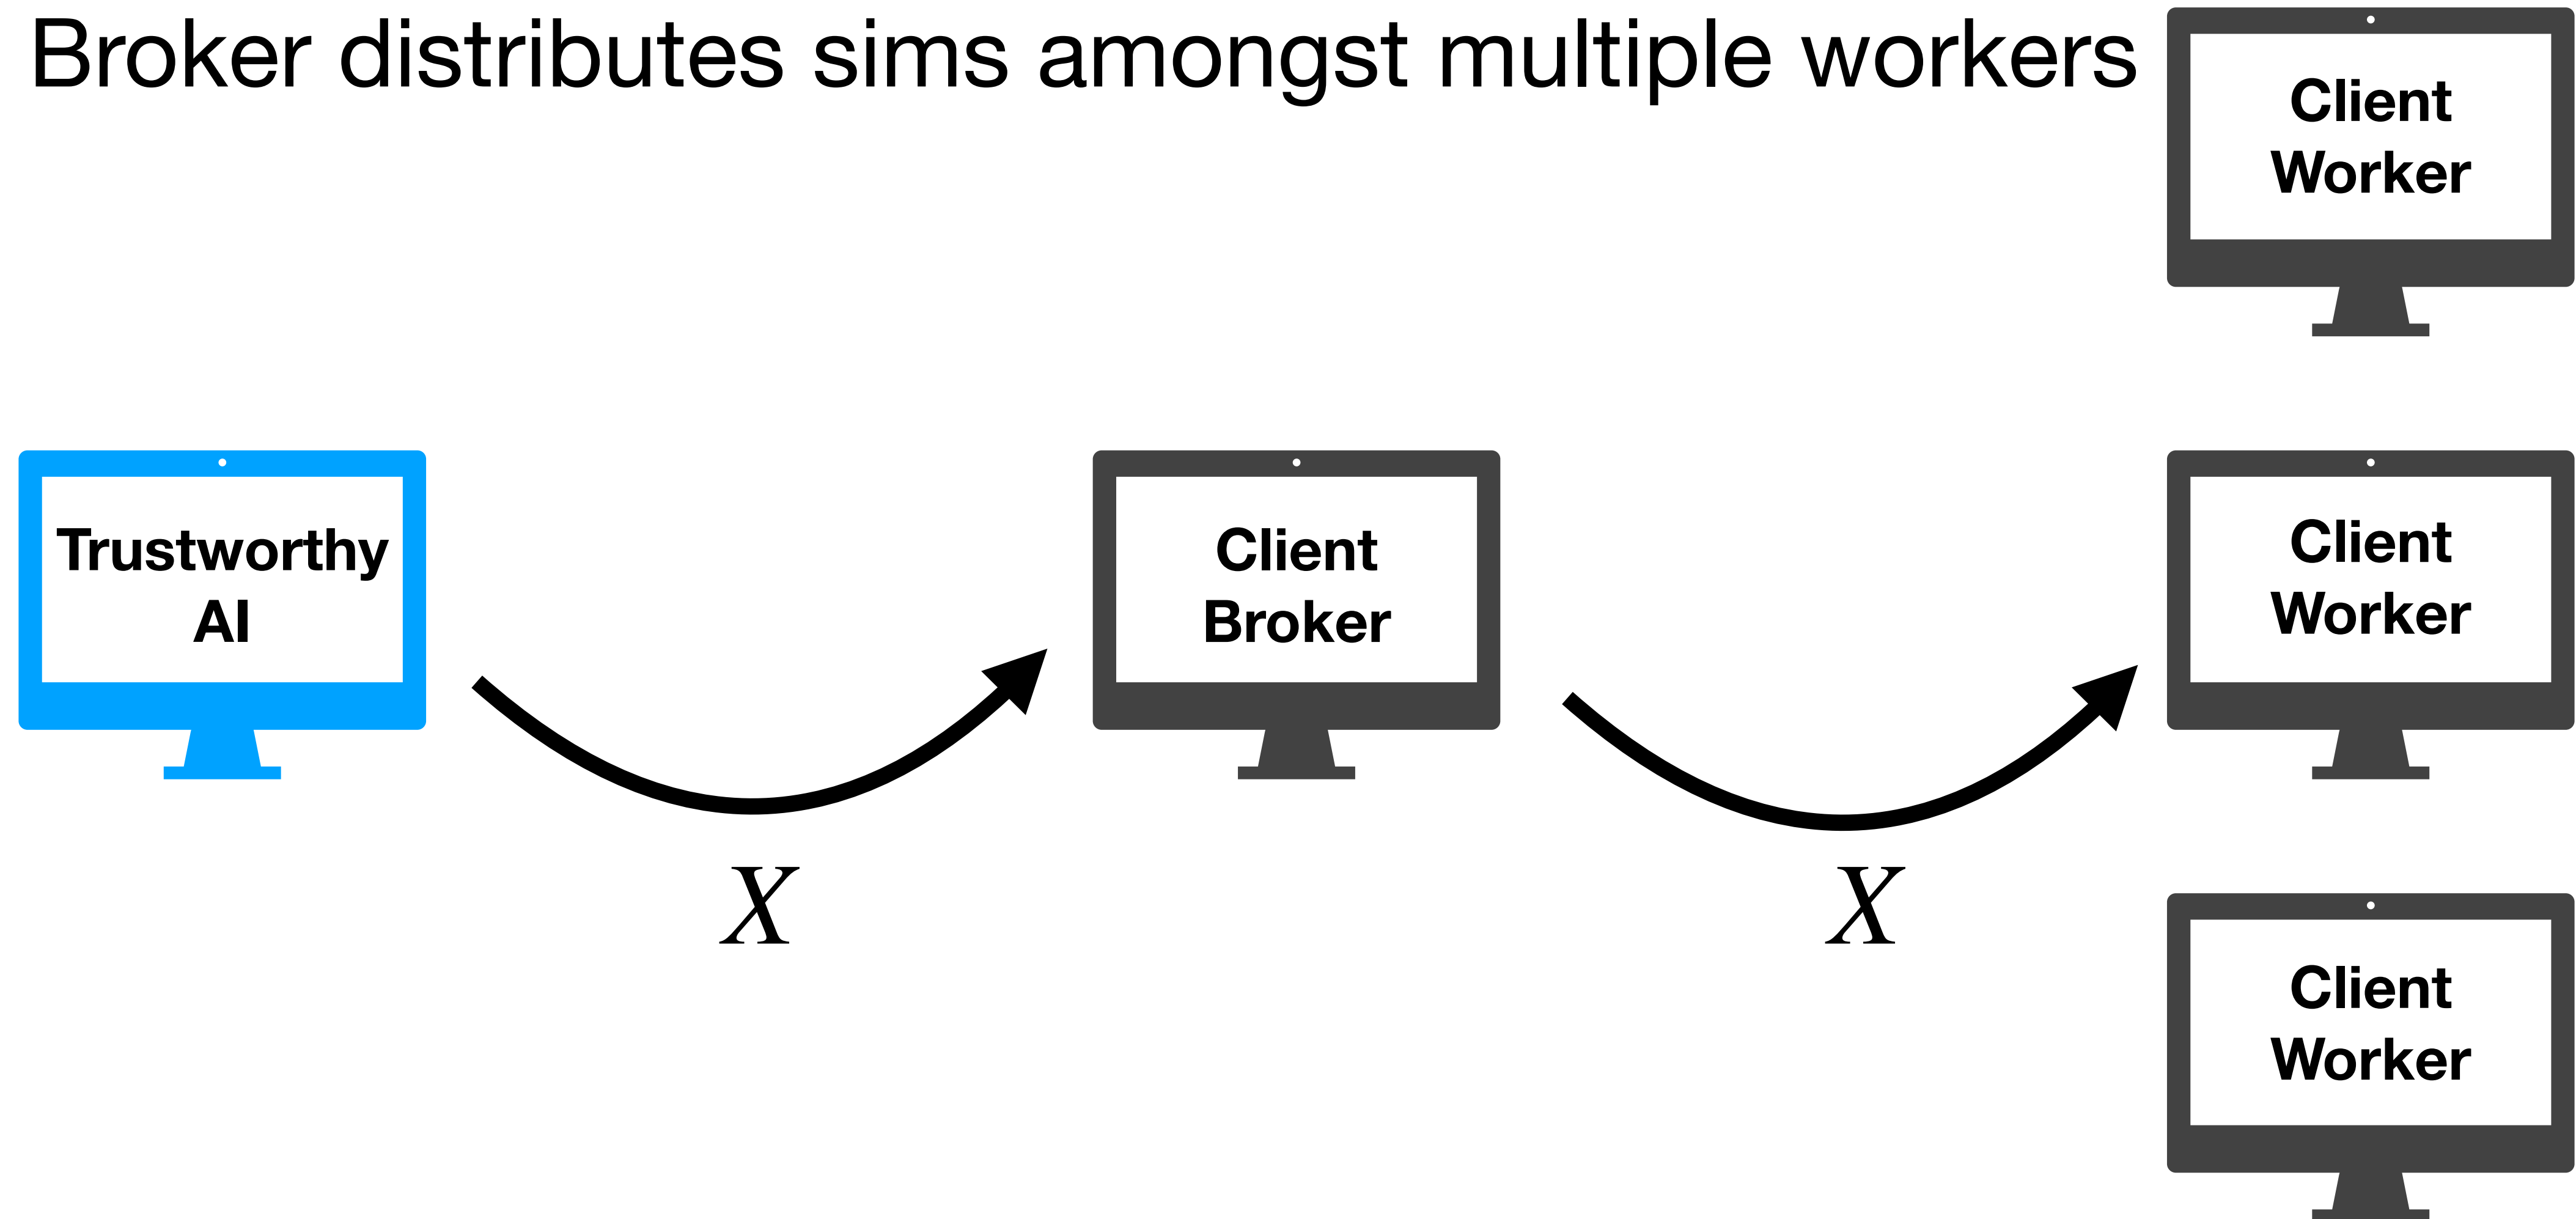 Broker distributes sims amongst multiple workers
Client
Worker
Trustworthy
AI
Client
Broker
Client
Worker
X
X
Client
Worker